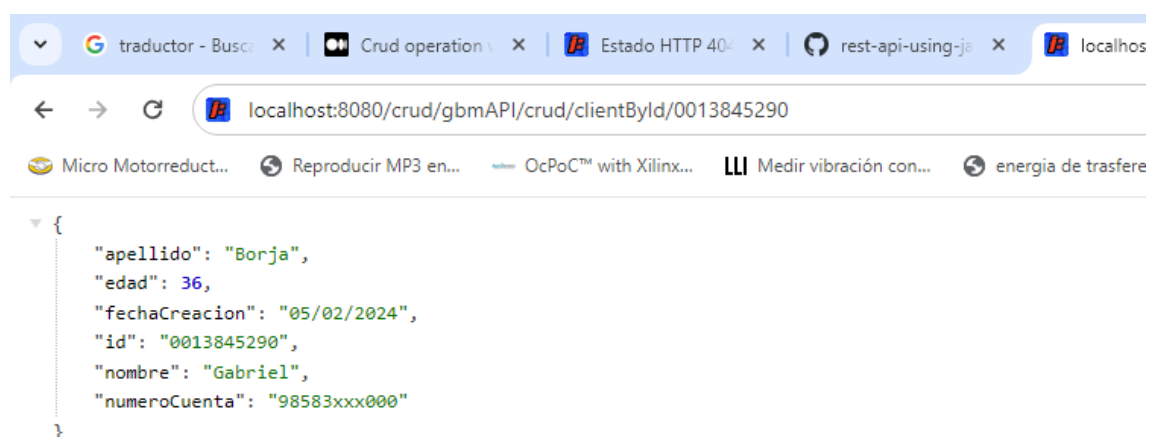 traductor - Busca
Crud operation
Estado HTTP 404
rest-api-using-ja
localhos
localhost:8080/crud/gbmAPI/crud/clientById/0013845290
Micro Motorreduct...
Reproducir MP3 en...
OcPoC™ with Xilinx...
Medir vibración con...
energia de trasfere
{
"apellido": "Borja",
"edad": 36,
"fechaCreacion": "05/02/2024",
"id": "0013845290",
"nombre": "Gabriel",
"numeroCuenta": "98583xxx000"
}